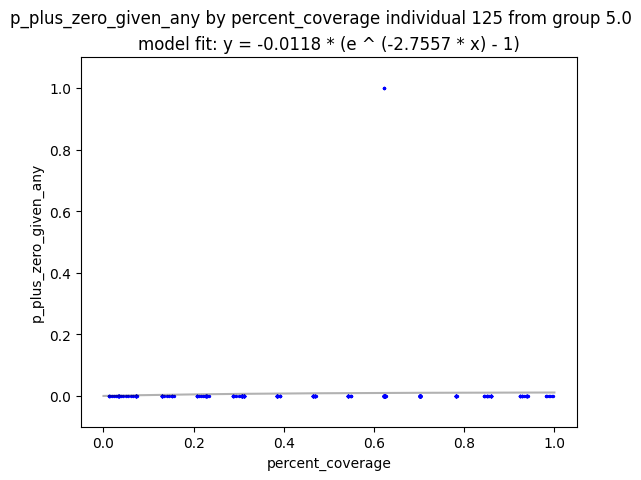 p_plus_zero_given_any by percent_coverage individual 125 from group 5.0
model fit: y = -0.0118 * (e ^ (-2.7557 * x) - 1)
p_plus_zero_given_any
1.0
0.8
0.6
0.4
0.2
0.0
0.0 0.2 0.4 0.6 0.8 1.0
percent_coverage